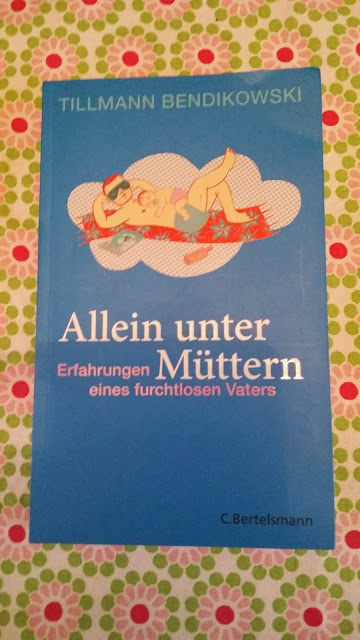 TILLMANN BENDIKOWSKI
Allein unter
Erfahrungen Müttern
eines furchtlosen Vaters
C.Bertelsmann